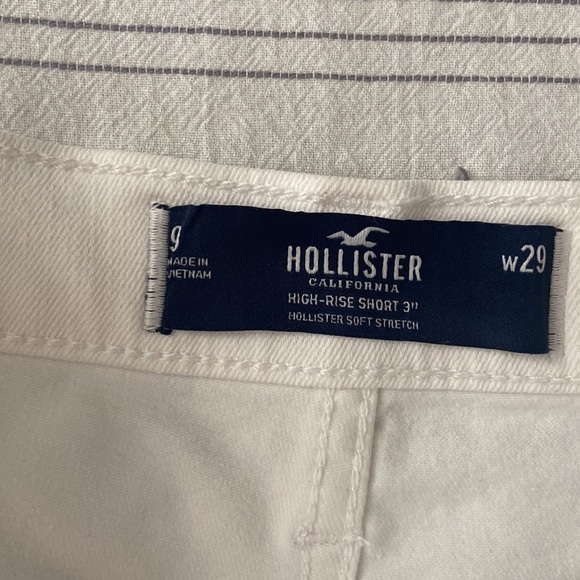 9
MADE IN
VIETNAM
HOLLISTER
CALIFORNIA
HIGH-RISE SHORT 3"
HOLLISTER SOFT STRETCH
W29